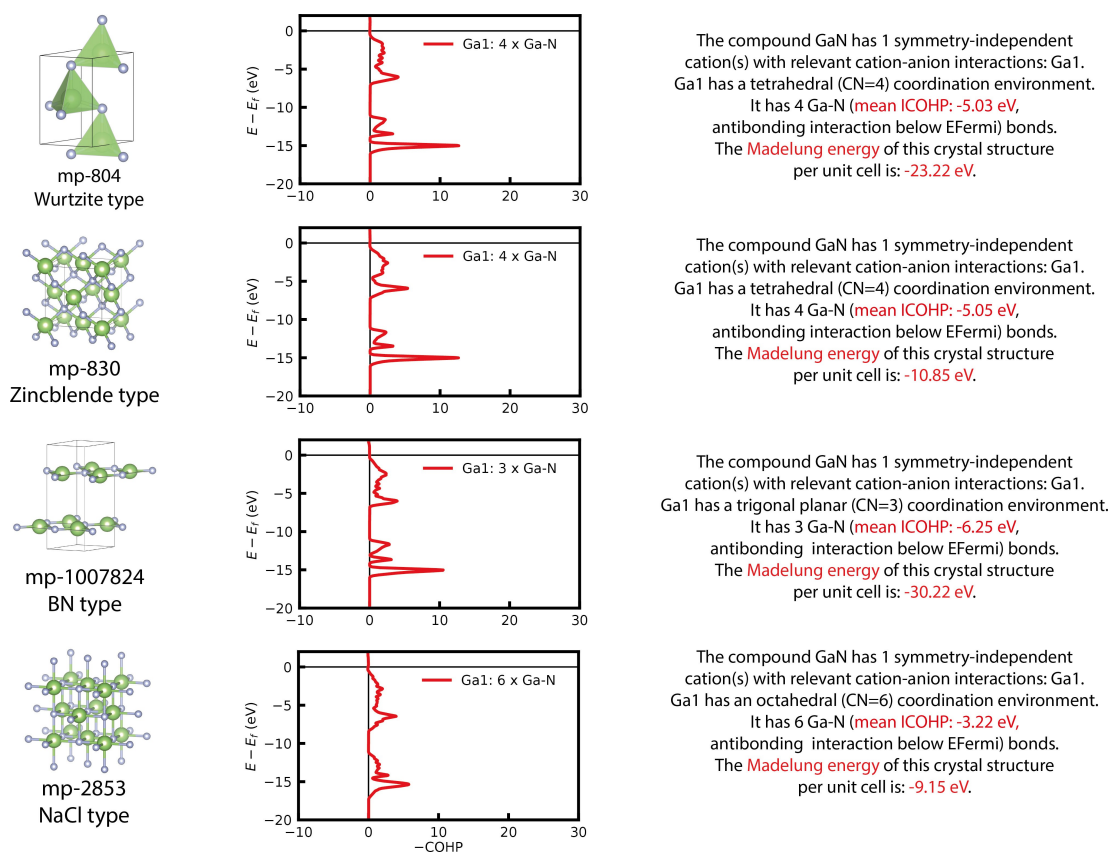 0
−5
−10
−15
−20
−10
0
10
20
30
E − Ef (eV)
Ga1: 4 x Ga-N
mp-804
Wurtzite type
The compound GaN has 1 symmetry-independent
cation(s) with relevant cation-anion interactions: Ga1.
Ga1 has a tetrahedral (CN=4) coordination environment.
It has 4 Ga-N (mean ICOHP: -5.03 eV,
antibonding interaction below EFermi) bonds.
The Madelung energy of this crystal structure
per unit cell is: -23.22 eV.
0
−5
−10
−15
−20
−10
0
10
20
30
E − Ef (eV)
Ga1: 4 x Ga-N
mp-830
Zincblende type
The compound GaN has 1 symmetry-independent
cation(s) with relevant cation-anion interactions: Ga1.
Ga1 has a tetrahedral (CN=4) coordination environment.
It has 4 Ga-N (mean ICOHP: -5.05 eV,
antibonding interaction below EFermi) bonds.
The Madelung energy of this crystal structure
per unit cell is: -10.85 eV.
0
−5
−10
−15
−20
−10
0
10
20
30
E − Ef (eV)
Ga1: 3 x Ga-N
mp-1007824
BN type
The compound GaN has 1 symmetry-independent
cation(s) with relevant cation-anion interactions: Ga1.
Ga1 has a trigonal planar (CN=3) coordination environment.
It has 3 Ga-N (mean ICOHP: -6.25 eV,
antibonding interaction below EFermi) bonds.
The Madelung energy of this crystal structure
per unit cell is: -30.22 eV.
0
−5
−10
−15
−20
−10
0
10
20
30
E − Ef (eV)
−COHP
Ga1: 6 x Ga-N
mp-2853
NaCl type
The compound GaN has 1 symmetry-independent
cation(s) with relevant cation-anion interactions: Ga1.
Ga1 has an octahedral (CN=6) coordination environment.
It has 6 Ga-N (mean ICOHP: -3.22 eV,
antibonding interaction below EFermi) bonds.
The Madelung energy of this crystal structure
per unit cell is: -9.15 eV.